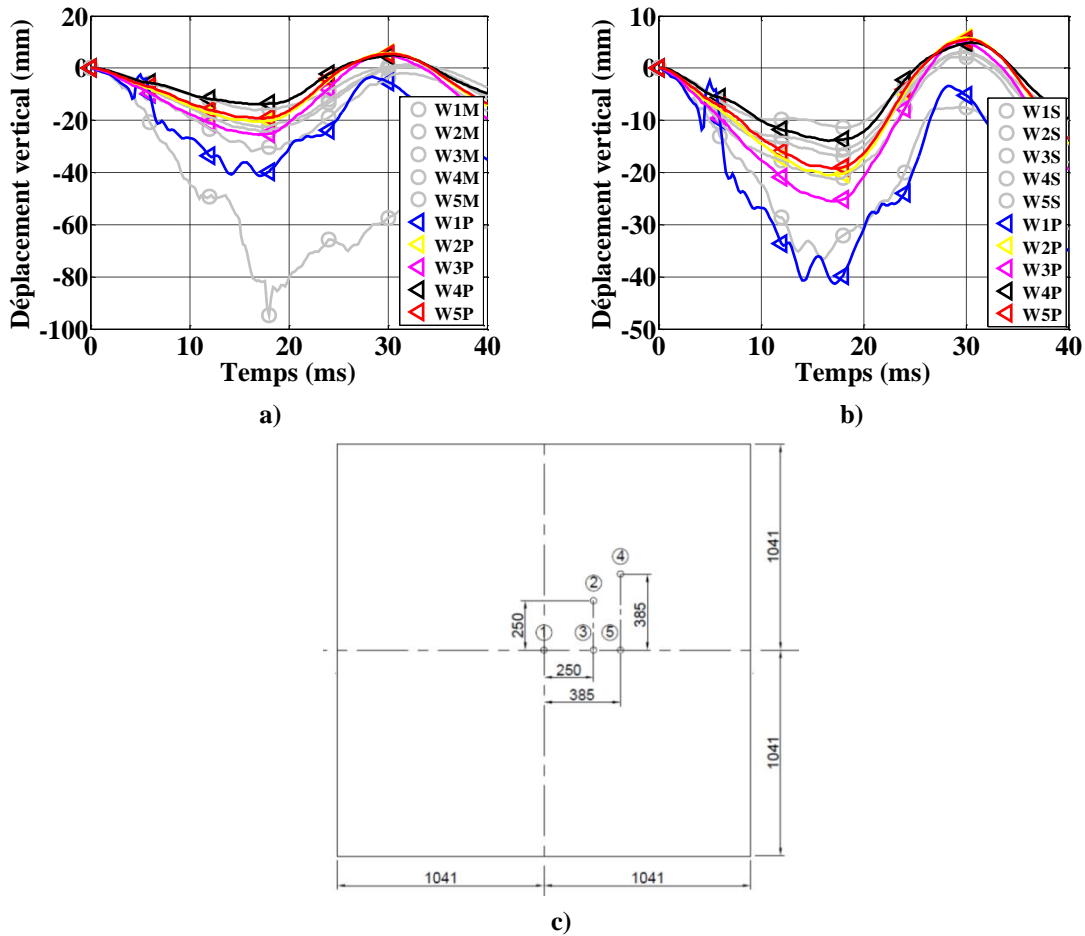 Déplacement vertical (mm)
20
0
-20
-40
-60
-80
-100
0
10
20
30
40
Temps (ms)
W1M
W2M
W3M
W4M
W5M
W1P
W2P
W3P
W4P
W5P
a)
Déplacement vertical (mm)
10
0
-10
-20
-30
-40
-50
0
10
20
30
40
Temps (ms)
W1S
W2S
W3S
W4S
W5S
W1P
W2P
W3P
W4P
W5P
b)
4
2
250
385
1
3
5
250
385
1041
1041
1041
1041
c)